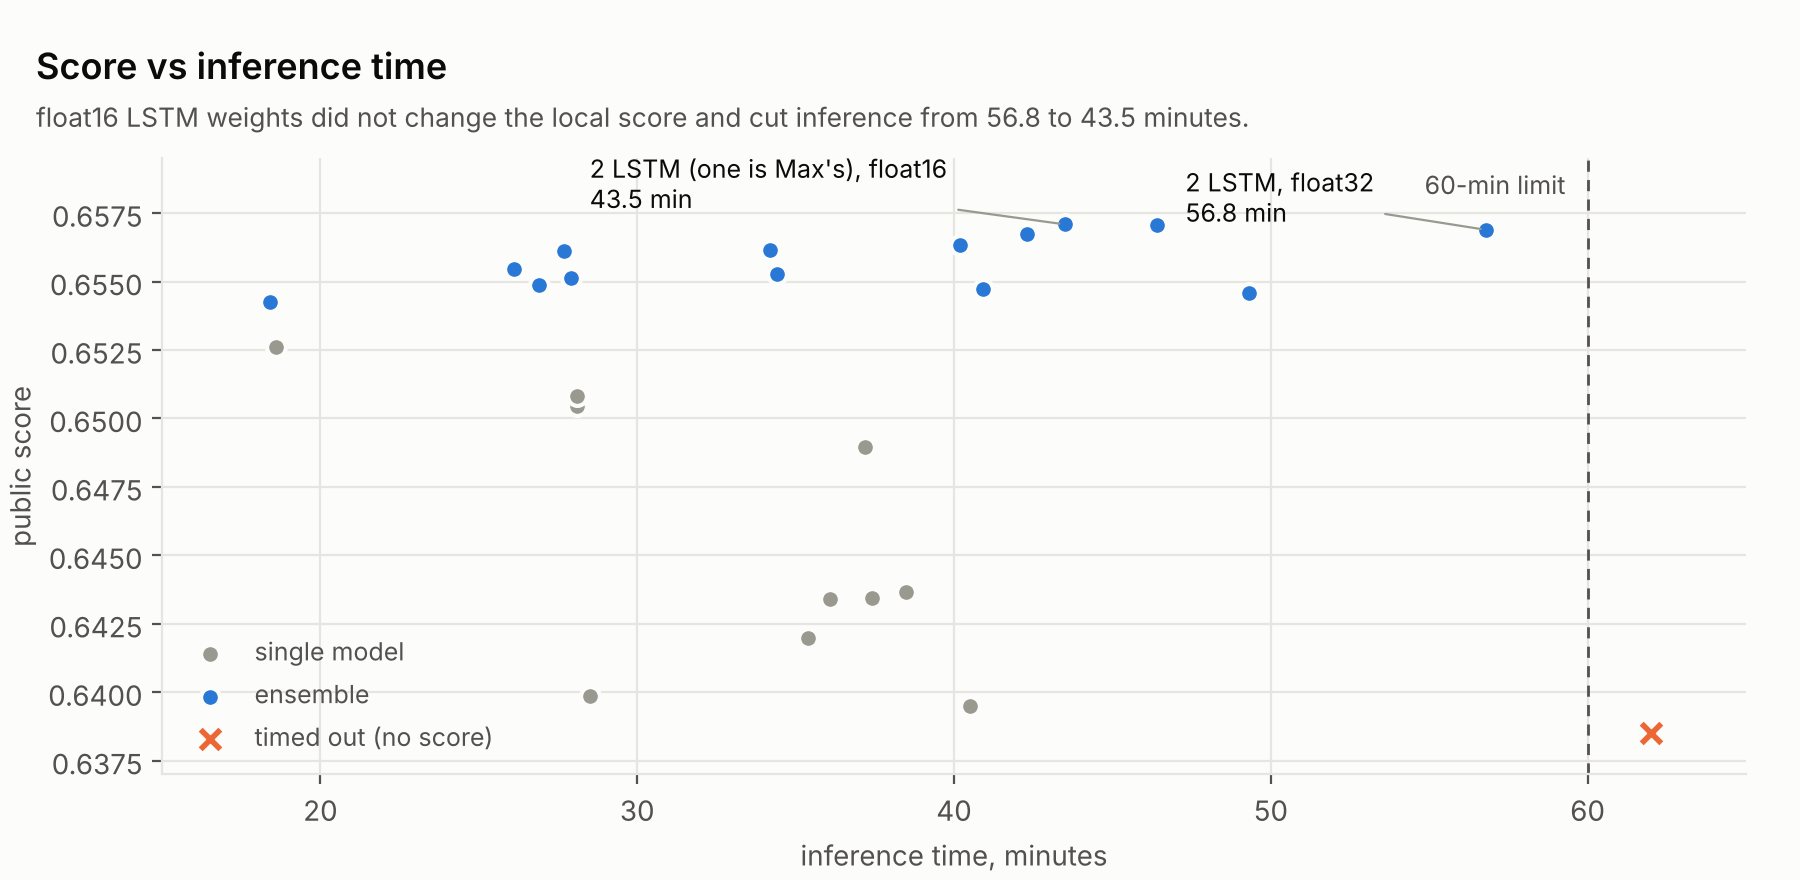 Score vs inference time
float16 LSTM weights did not change the local score and cut inference from 56.8 to 43.5 minutes.
2 LSTM (one is Max's), float16
43.5 min
2 LSTM, float32
56.8 min
60-min limit
public score
0.6575
0.6550
0.6525
0.6500
0.6475
0.6450
0.6425
0.6400
0.6375
single model
ensemble
timed out (no score)
20 30 40 50 60
inference time, minutes